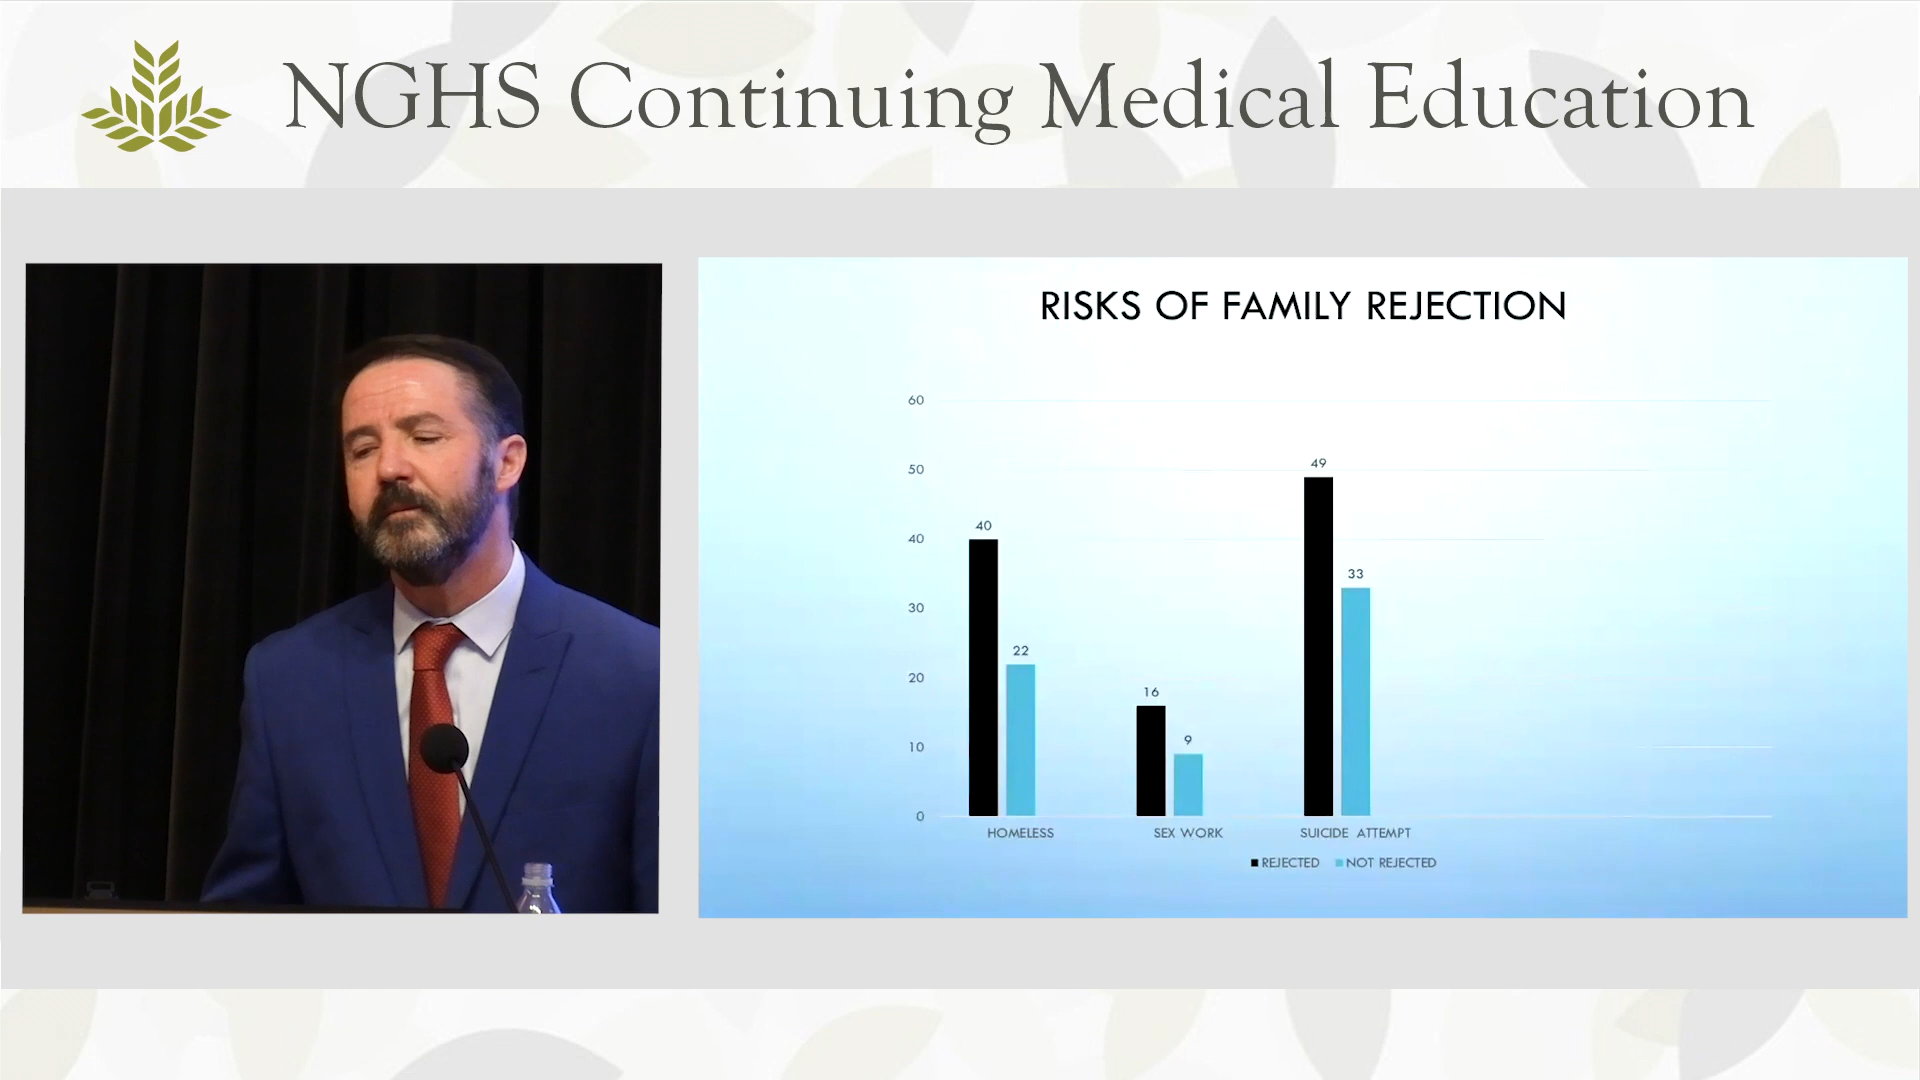 NGHS Continuing Medical Education
RISKS OF FAMILY REJECTION
60
50
40
30
20
10
0
40
22
16
9
49
33
HOMELESS
SEX WORK
SUICIDE ATTEMPT
REJECTED NOT REJECTED